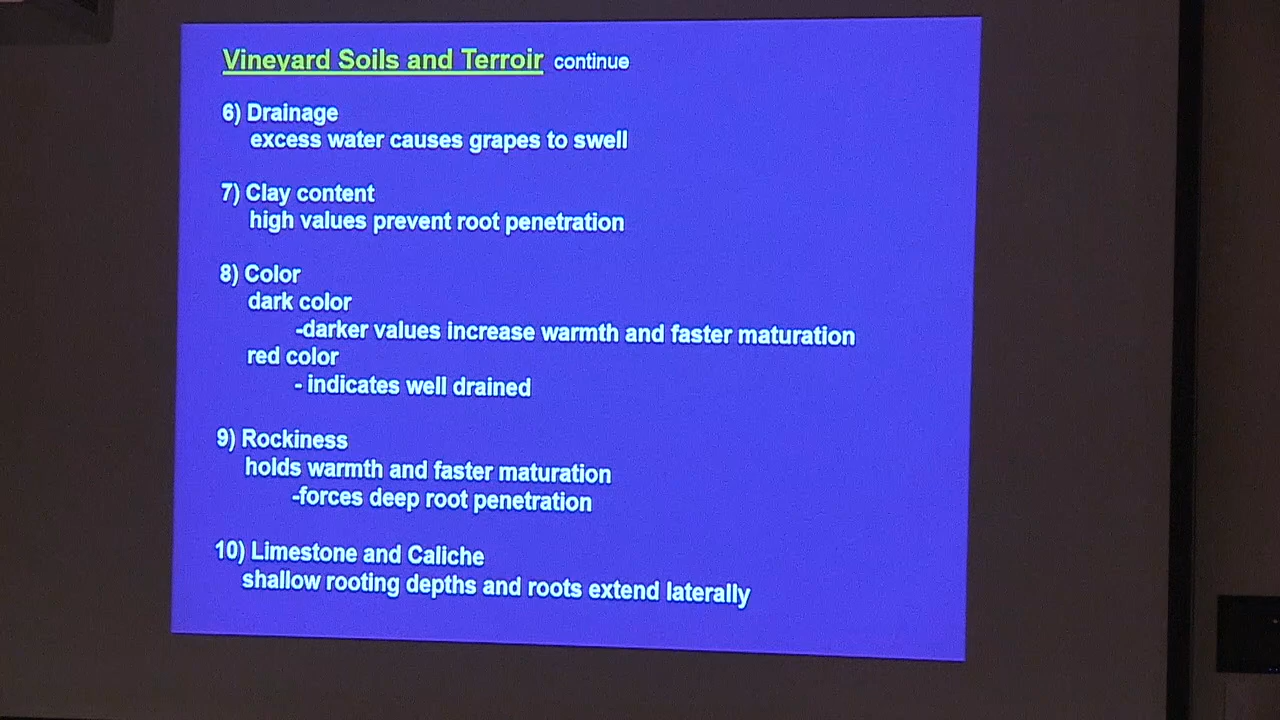 Vineyard Soils and Terroir continue
6) Drainage
excess water causes grapes to swell
7) Clay content
high values prevent root penetration
8) Color
dark color
-darker values increase warmth and faster maturation
red color
- indicates well drained
9) Rockiness
holds warmth and faster maturation
-forces deep root penetration
10) Limestone and Caliche
shallow rooting depths and roots extend laterally